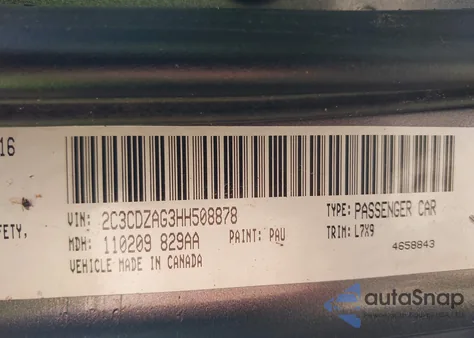 16
VIN: 2C3CDZAG3HH508878
TYPE: PASSENGER CAR
FETY,
MDH: 110209 829AA
PAINT: PAU
TRIM: L7X9
VEHICLE MADE IN CANADA
4658843
autoSnap